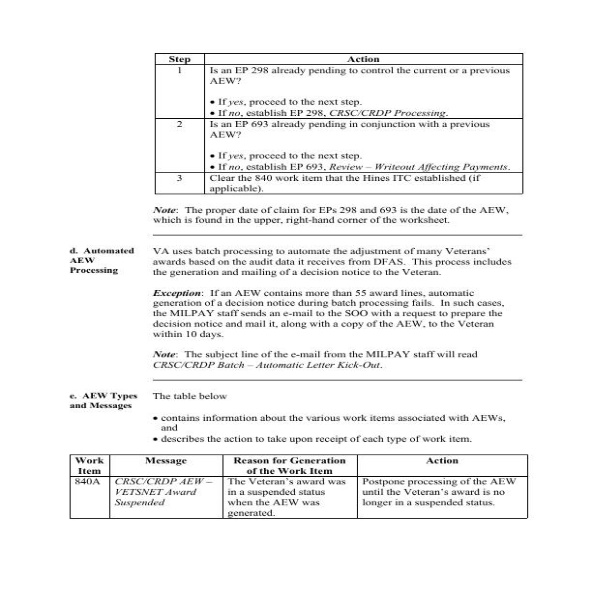 Step Action
1 Is an EP 298 already pending to control the current or a previous
AEW?
• If yes, proceed to the next step.
• If no, establish EP 298, CRSC/CRDP Processing.
2 Is an EP 693 already pending in conjunction with a previous
AEW?
• If yes, proceed to the next step.
• If no, establish EP 693, Review – Writeout Affecting Payments.
3 Clear the 840 work item that the Hines ITC established (if
applicable).
Note: The proper date of claim for EPs 298 and 693 is the date of the AEW,
which is found in the upper, right-hand corner of the worksheet.
d. Automated
AEW
Processing
VA uses batch processing to automate the adjustment of many Veterans’
awards based on the audit data it receives from DFAS. This process includes
the generation and mailing of a decision notice to the Veteran.
Exception: If an AEW contains more than 55 award lines, automatic
generation of a decision notice during batch processing fails. In such cases,
the MILPAY staff sends an e-mail to the SOO with a request to prepare the
decision notice and mail it, along with a copy of the AEW, to the Veteran
within 10 days.
Note: The subject line of the e-mail from the MILPAY staff will read
CRSC/CRDP Batch – Automatic Letter Kick-Out.
e. AEW Types
and Messages
The table below
• contains information about the various work items associated with AEWs,
and
• describes the action to take upon receipt of each type of work item.
Work
Item
Message
Reason for Generation
of the Work Item
Action
840A
CRSC/CRDP AEW –
VETSNET Award
Suspended
The Veteran’s award was
in a suspended status
when the AEW was
generated.
Postpone processing of the AEW
until the Veteran’s award is no
longer in a suspended status.